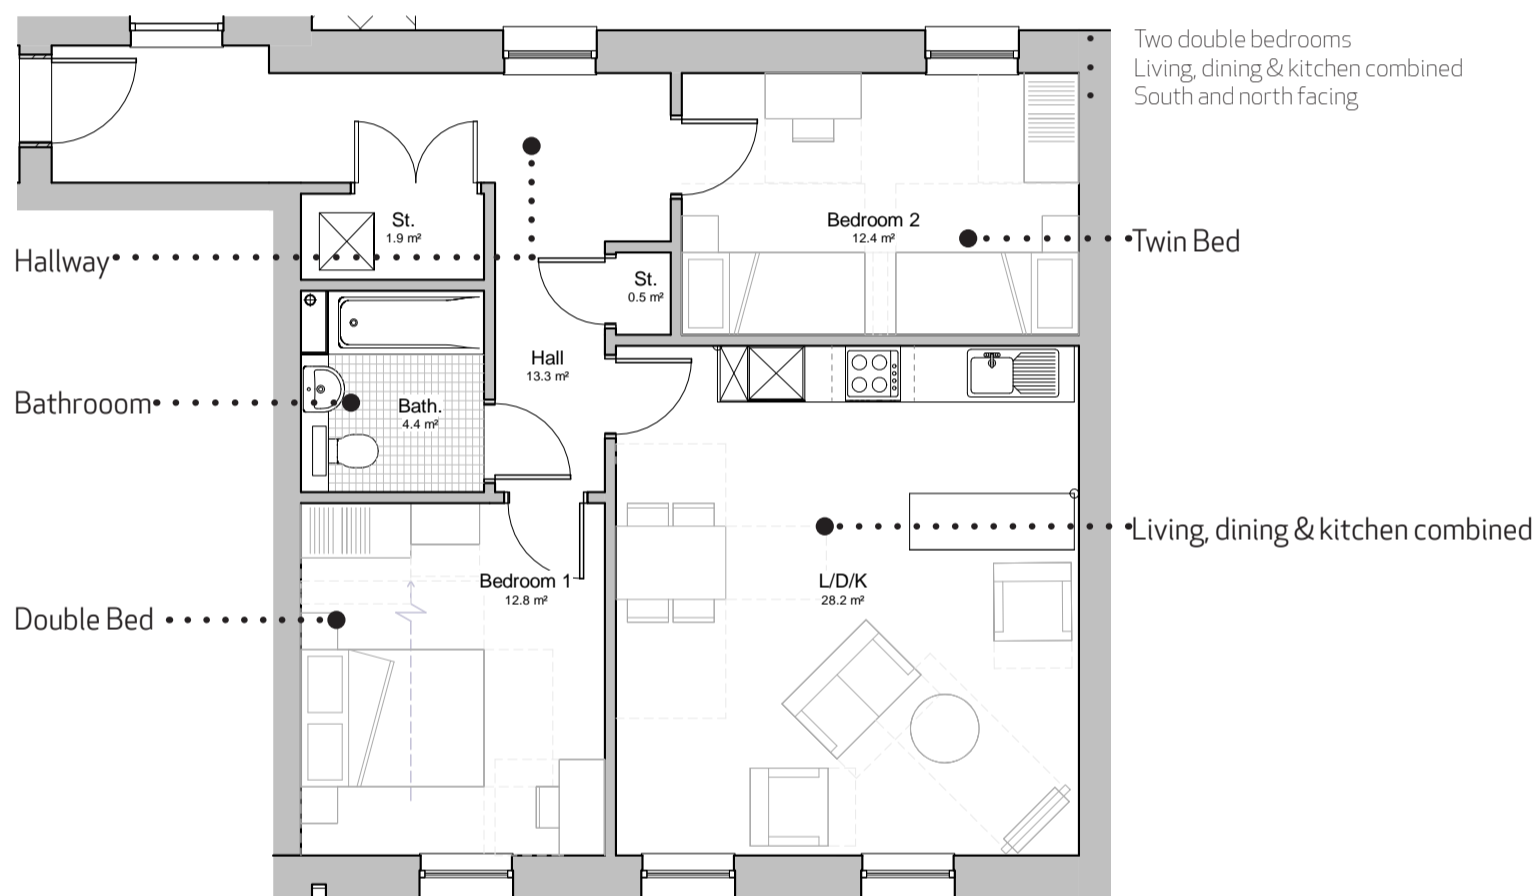 Two double bedrooms
Living, dining & kitchen combined
South and north facing
St.
1.9 m²
Bedroom 2
12.4 m²
Twin Bed
Hallway
St.
0.5 m²
Hall
13.3 m²
Bathrooom
Bath.
4.4 m²
Living, dining & kitchen combined
Bedroom 1
12.8 m²
L/D/K
28.2 m²
Double Bed